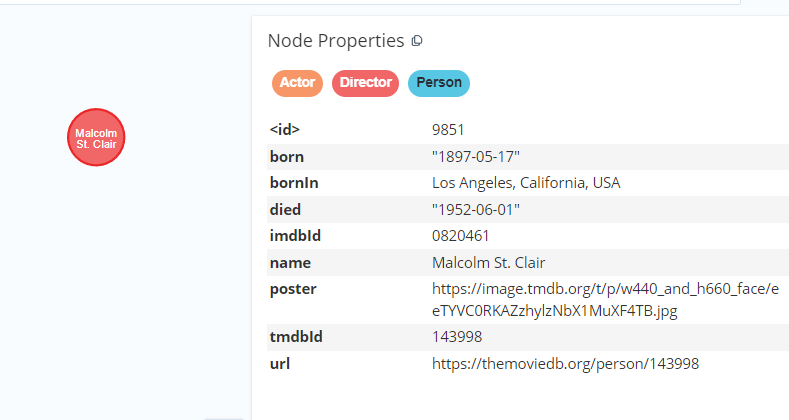 Node Properties
Actor Director Person
Malcolm
St. Clair
<id> 9851
born "1897-05-17"
bornIn Los Angeles, California, USA
died "1952-06-01"
imdbId 0820461
name Malcolm St. Clair
poster https://image.tmdb.org/t/p/w440_and_h660_face/e
eTYVC0RKAZzhylzNbX1MuXF4TB.jpg
tmdbId 143998
url https://themoviedb.org/person/143998